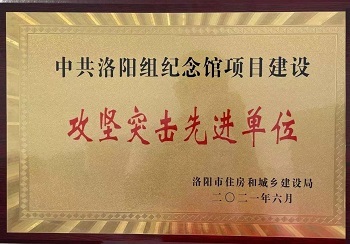 中共洛阳组纪念馆项目建设
攻坚突击先进单位
洛阳市住房和城乡建设局
二〇二一年六月